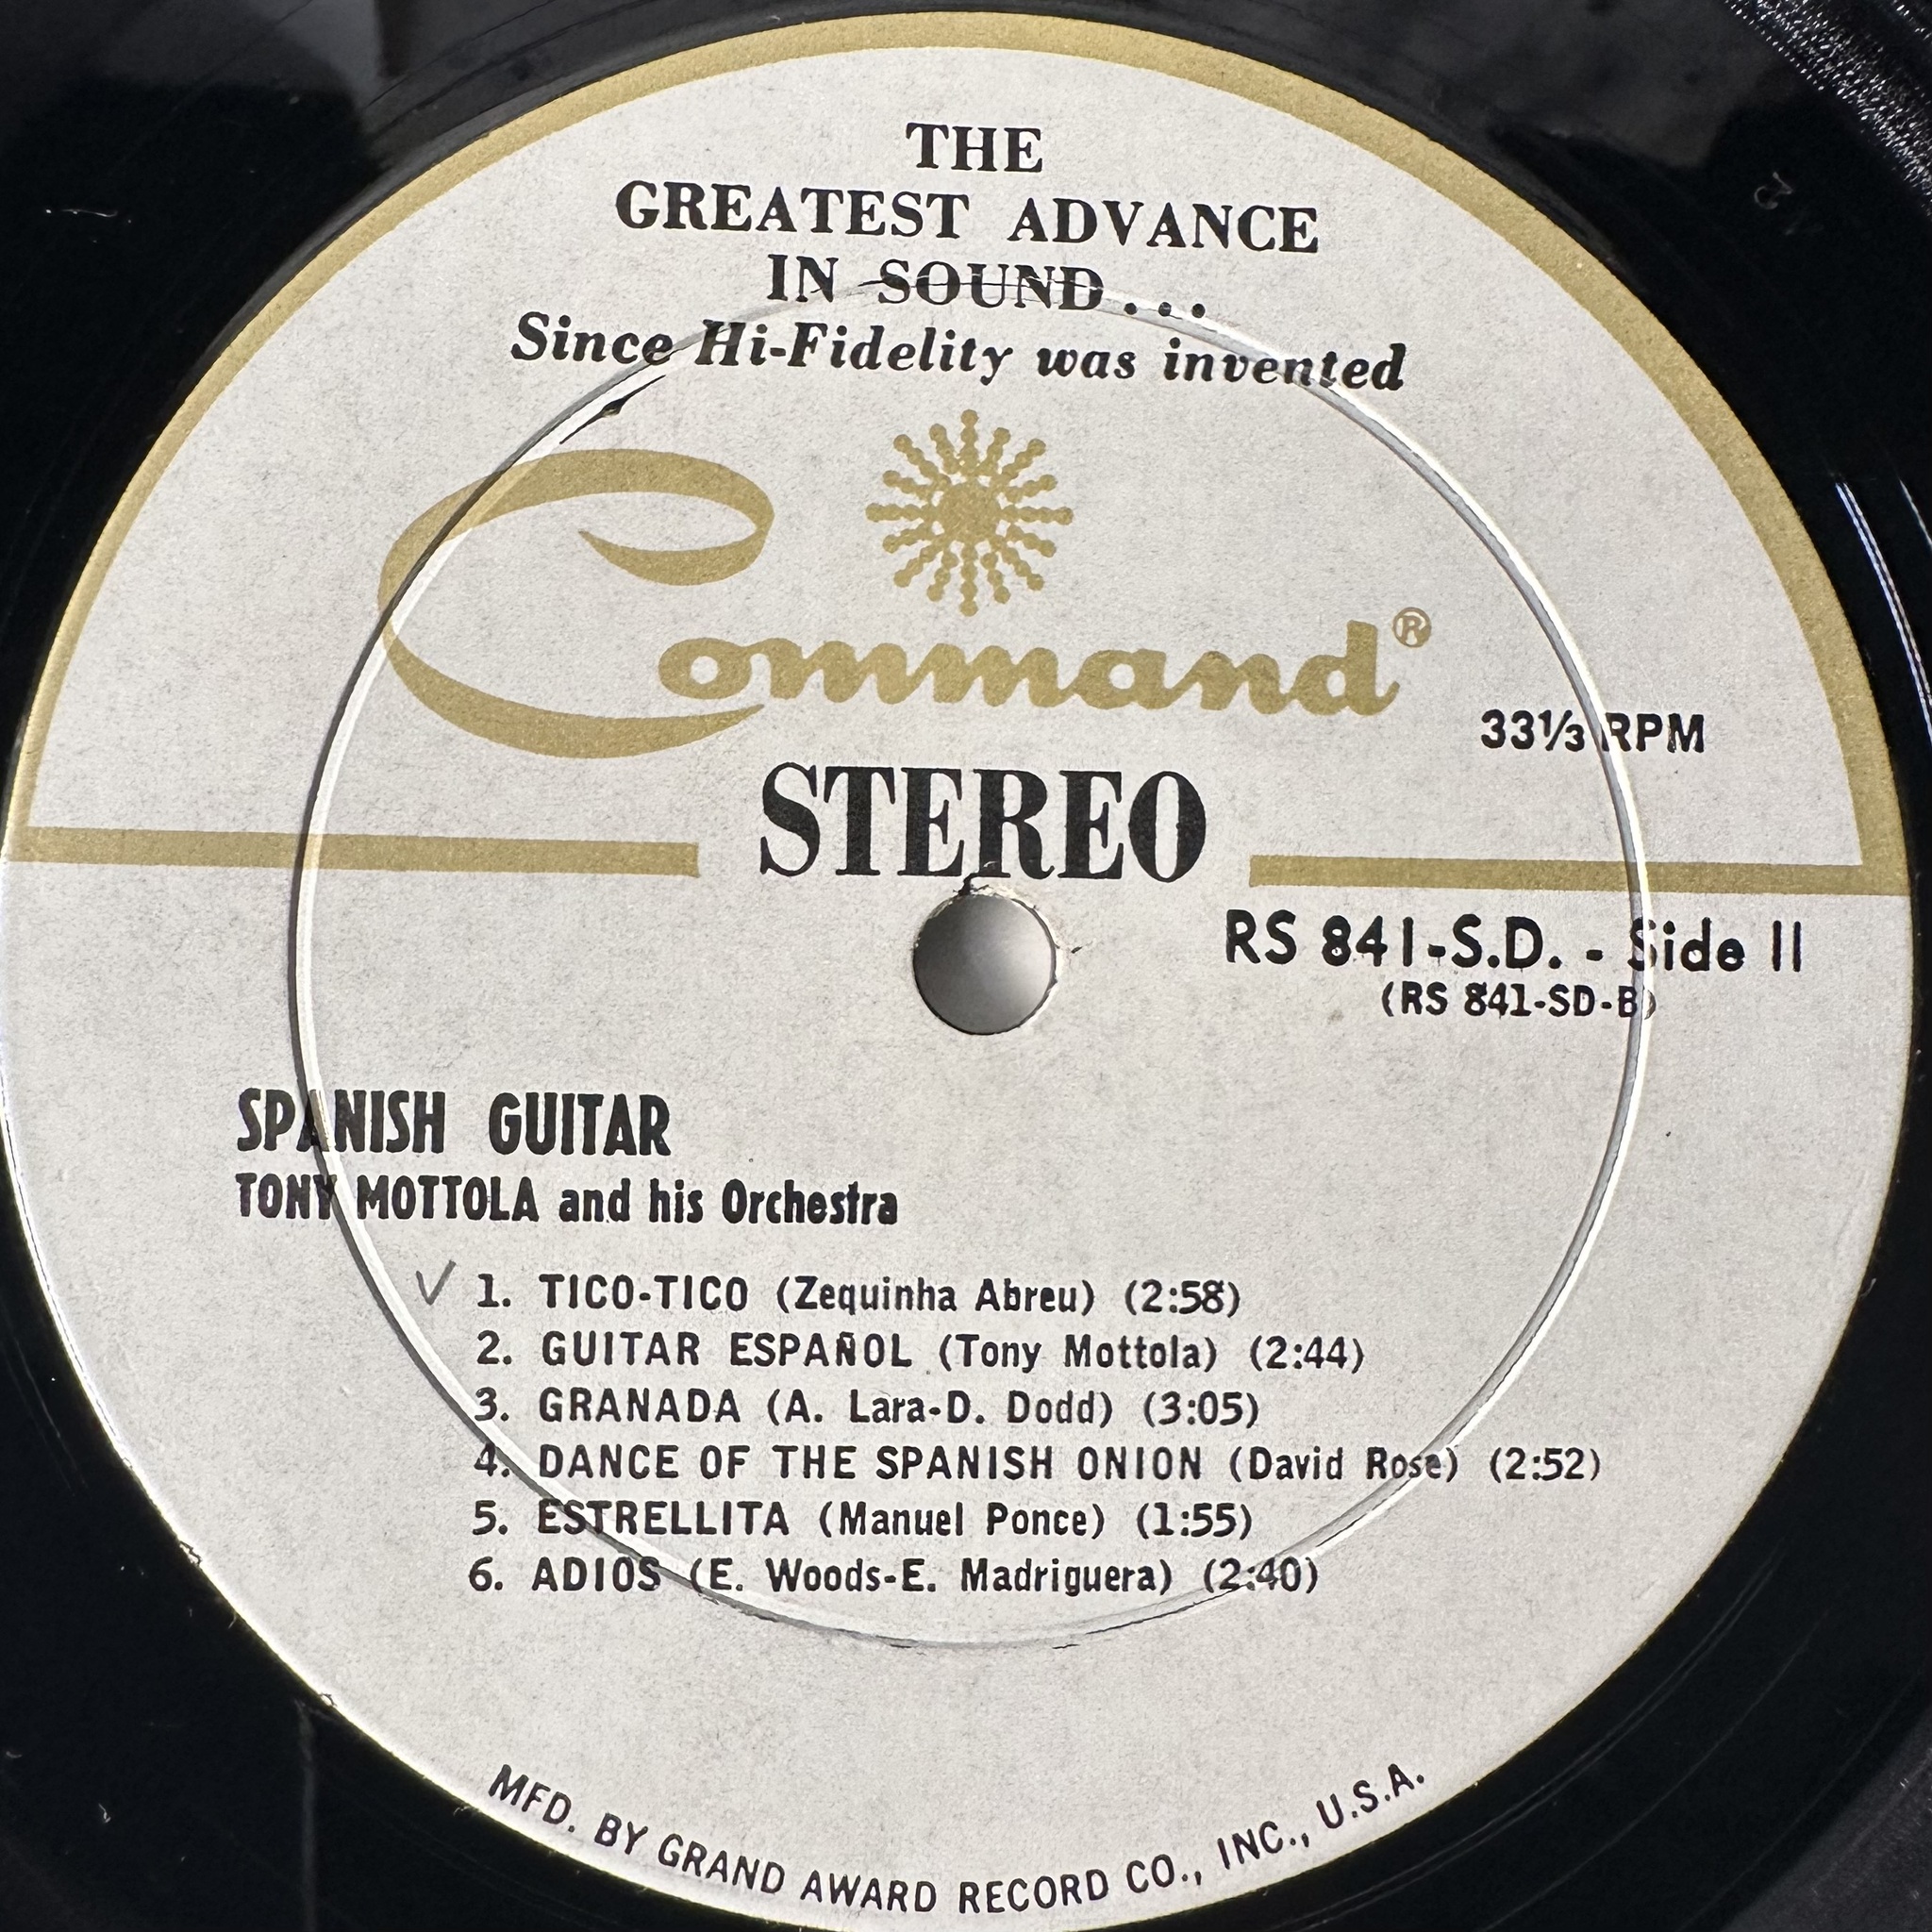 THE
GREATEST ADVANCE
IN SOUND...
Since Hi-Fidelity was invented
Command®
33⅓ RPM
STEREO
RS 841-S.D. - Side II
(RS 841-SD-B)
SPANISH GUITAR
TONY MOTTOLA and his Orchestra
1. TICO-TICO (Zequinha Abreu) (2:58)
2. GUITAR ESPAÑOL (Tony Mottola) (2:44)
3. GRANADA (A. Lara-D. Dodd) (3:05)
4. DANCE OF THE SPANISH ONION (David Rose) (2:52)
5. ESTRELLITA (Manuel Ponce) (1:55)
6. ADIOS (E. Woods-E. Madriguera) (2:40)
MFD. BY GRAND AWARD RECORD CO., INC., U.S.A.